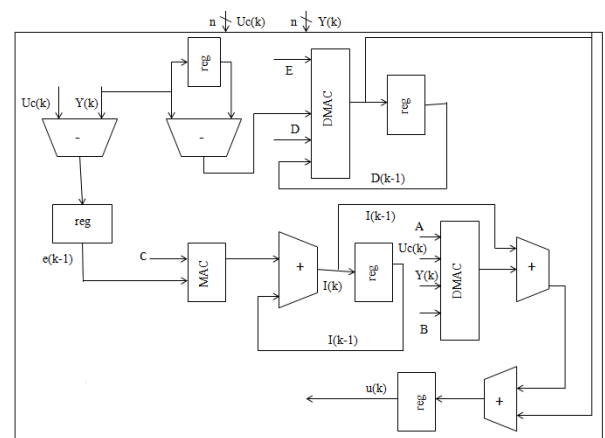 n Uc(k) n Y(k)
reg
E
Uc(k) Y(k)
DMAC
reg
- -
D
D(k-1)
reg
I(k-1)
A
e(k-1)
C
MAC
+
I(k)
reg
Uc(k)
Y(k)
DMAC
+
B
I(k-1)
u(k)
reg
+